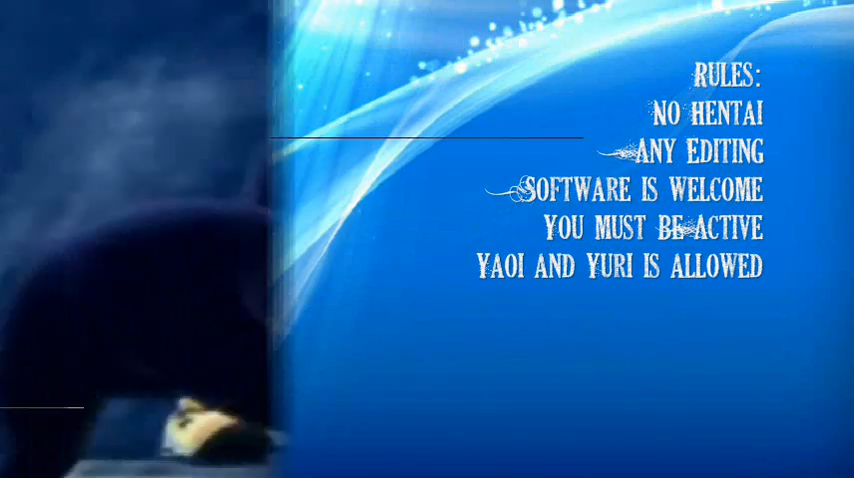 RULES:
NO HENTAI
ANY EDITING
SOFTWARE IS WELCOME
YOU MUST BE ACTIVE
YAOI AND YURI IS ALLOWED